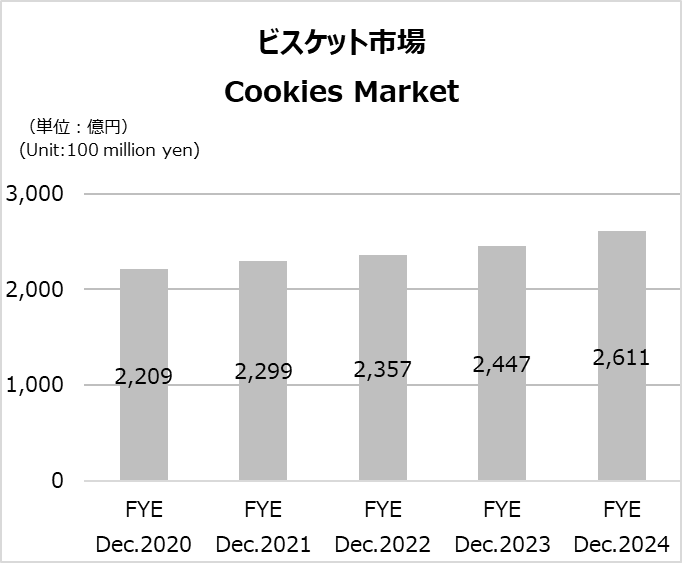 ビスケット市場
Cookies Market
（単位：億円）
(Unit:100 million yen)
3,000
2,000
1,000
0
2,209
2,299
2,357
2,447
2,611
FYE
Dec.2020
FYE
Dec.2021
FYE
Dec.2022
FYE
Dec.2023
FYE
Dec.2024